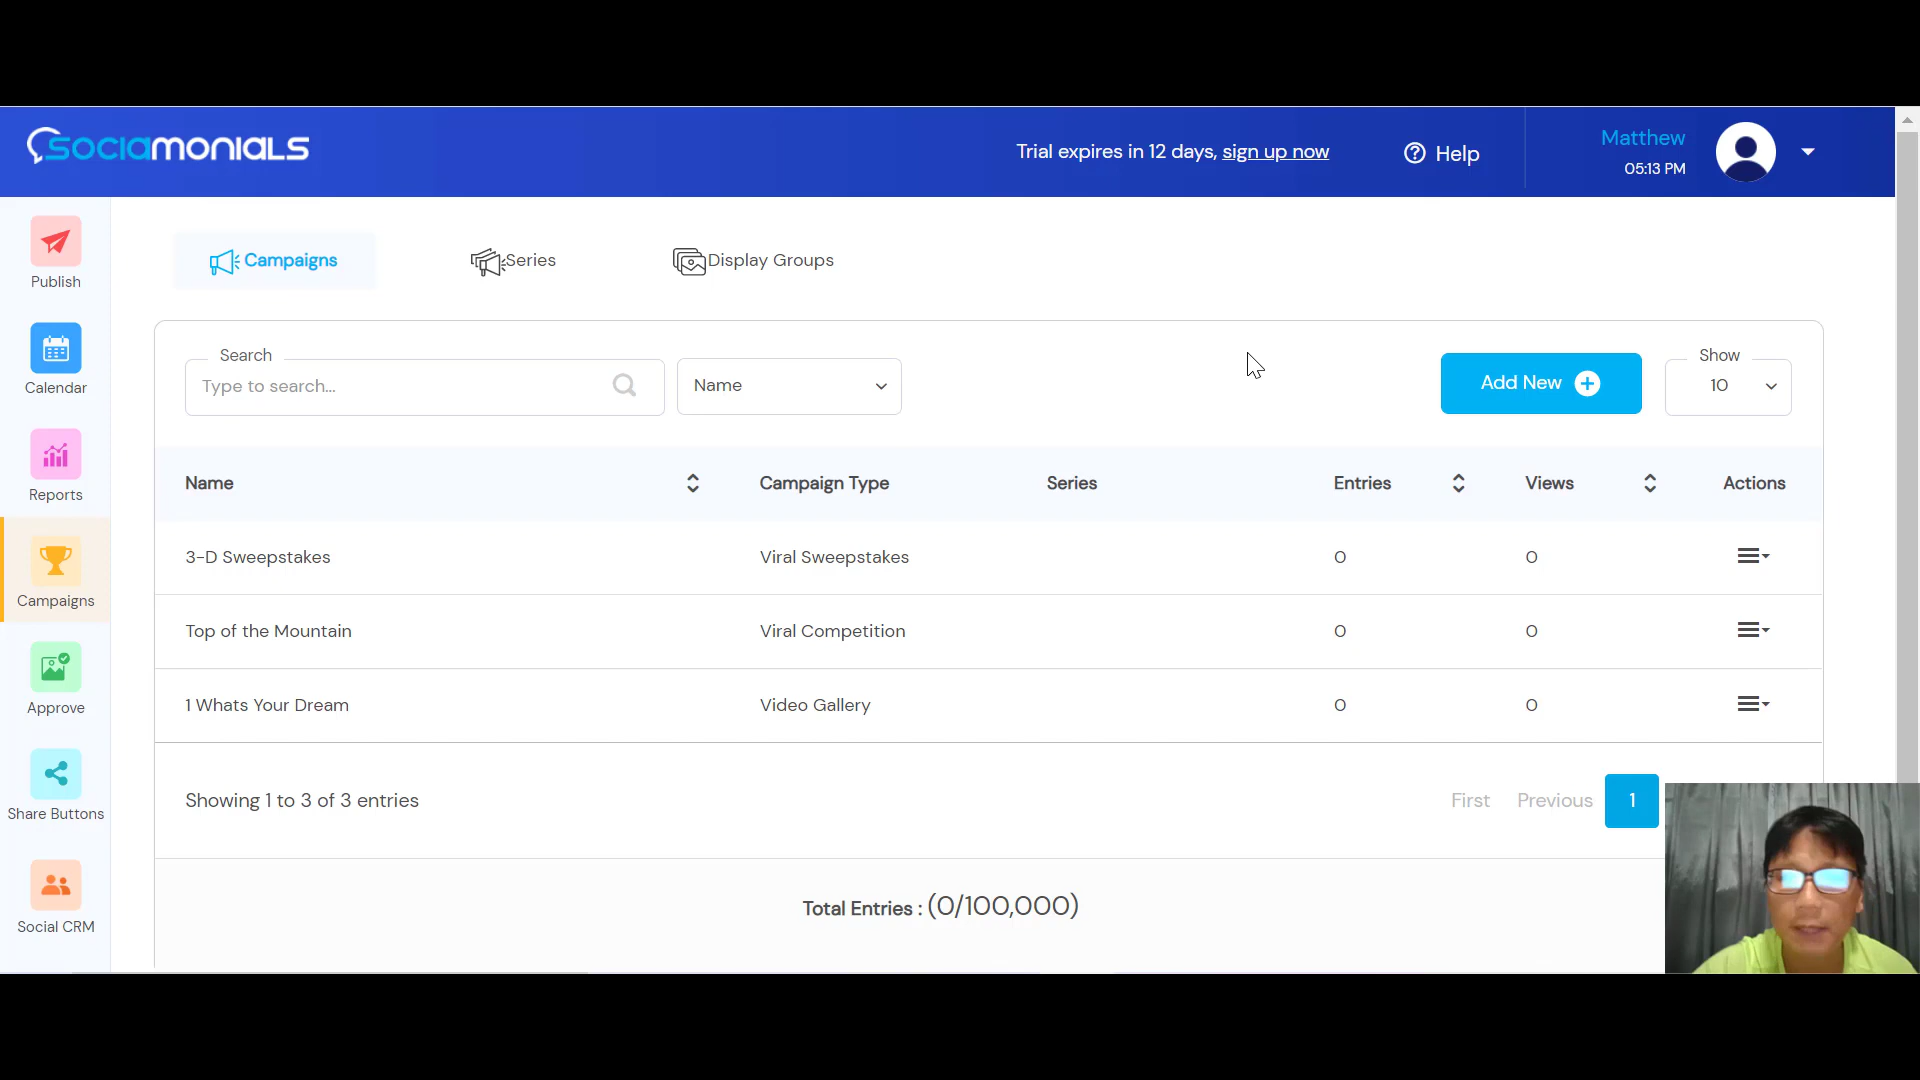 sociamonials
Trial expires in 12 days, sign up now
Help
Matthew
05:13 PM
Publish
Calendar
Reports
Campaigns
Approve
Share Buttons
Social CRM
Campaigns
Series
Display Groups
Search
Type to search...
Name
Add New
Show
10
Name Campaign Type Series Entries Views Actions
3-D Sweepstakes Viral Sweepstakes 0 0
Top of the Mountain Viral Competition 0 0
1 Whats Your Dream Video Gallery 0 0
Showing 1 to 3 of 3 entries
First Previous 1
Total Entries : (0/100,000)